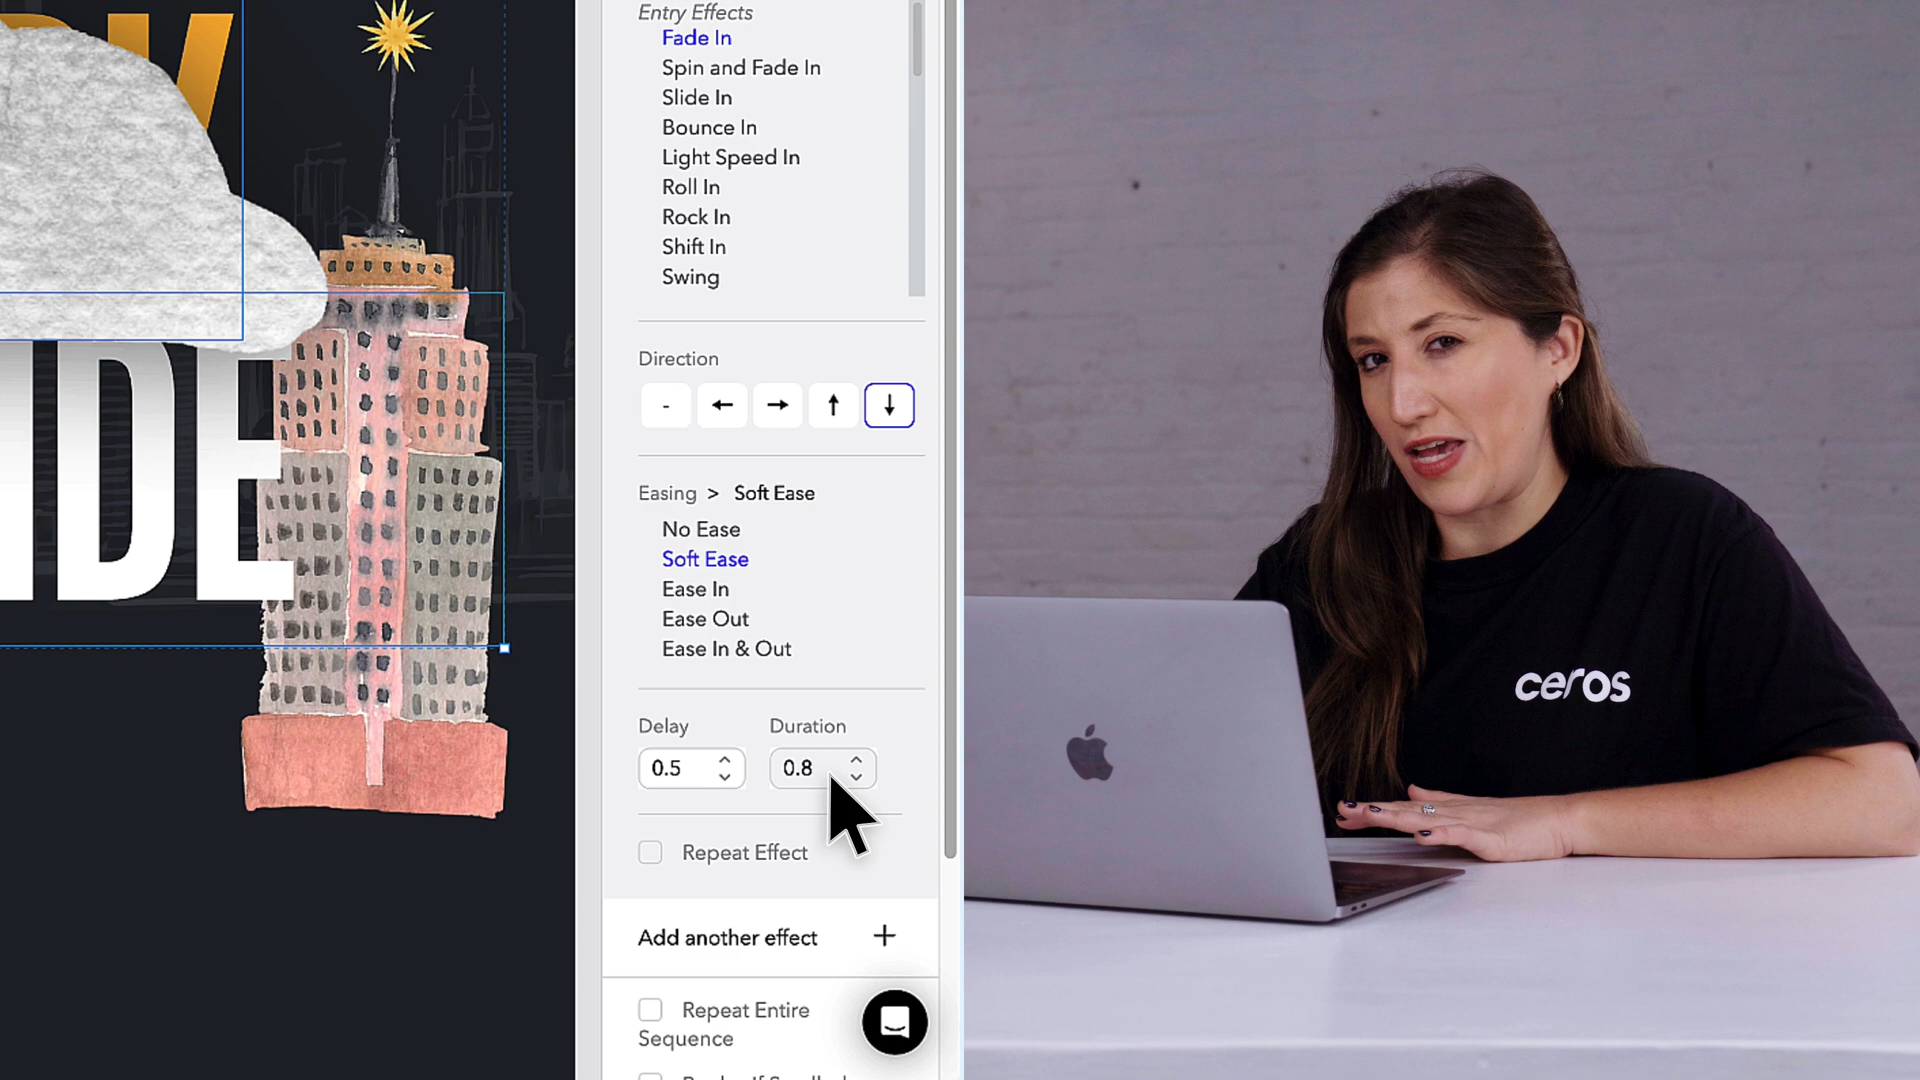 IDE
Entry Effects
Fade In
Spin and Fade In
Slide In
Bounce In
Light Speed In
Roll In
Rock In
Shift In
Swing
Direction
-
Easing > Soft Ease
No Ease
Soft Ease
Ease In
Ease Out
Ease In & Out
Delay
Duration
0.5
0.8
Repeat Effect
Add another effect +
Repeat Entire
Sequence
ceros